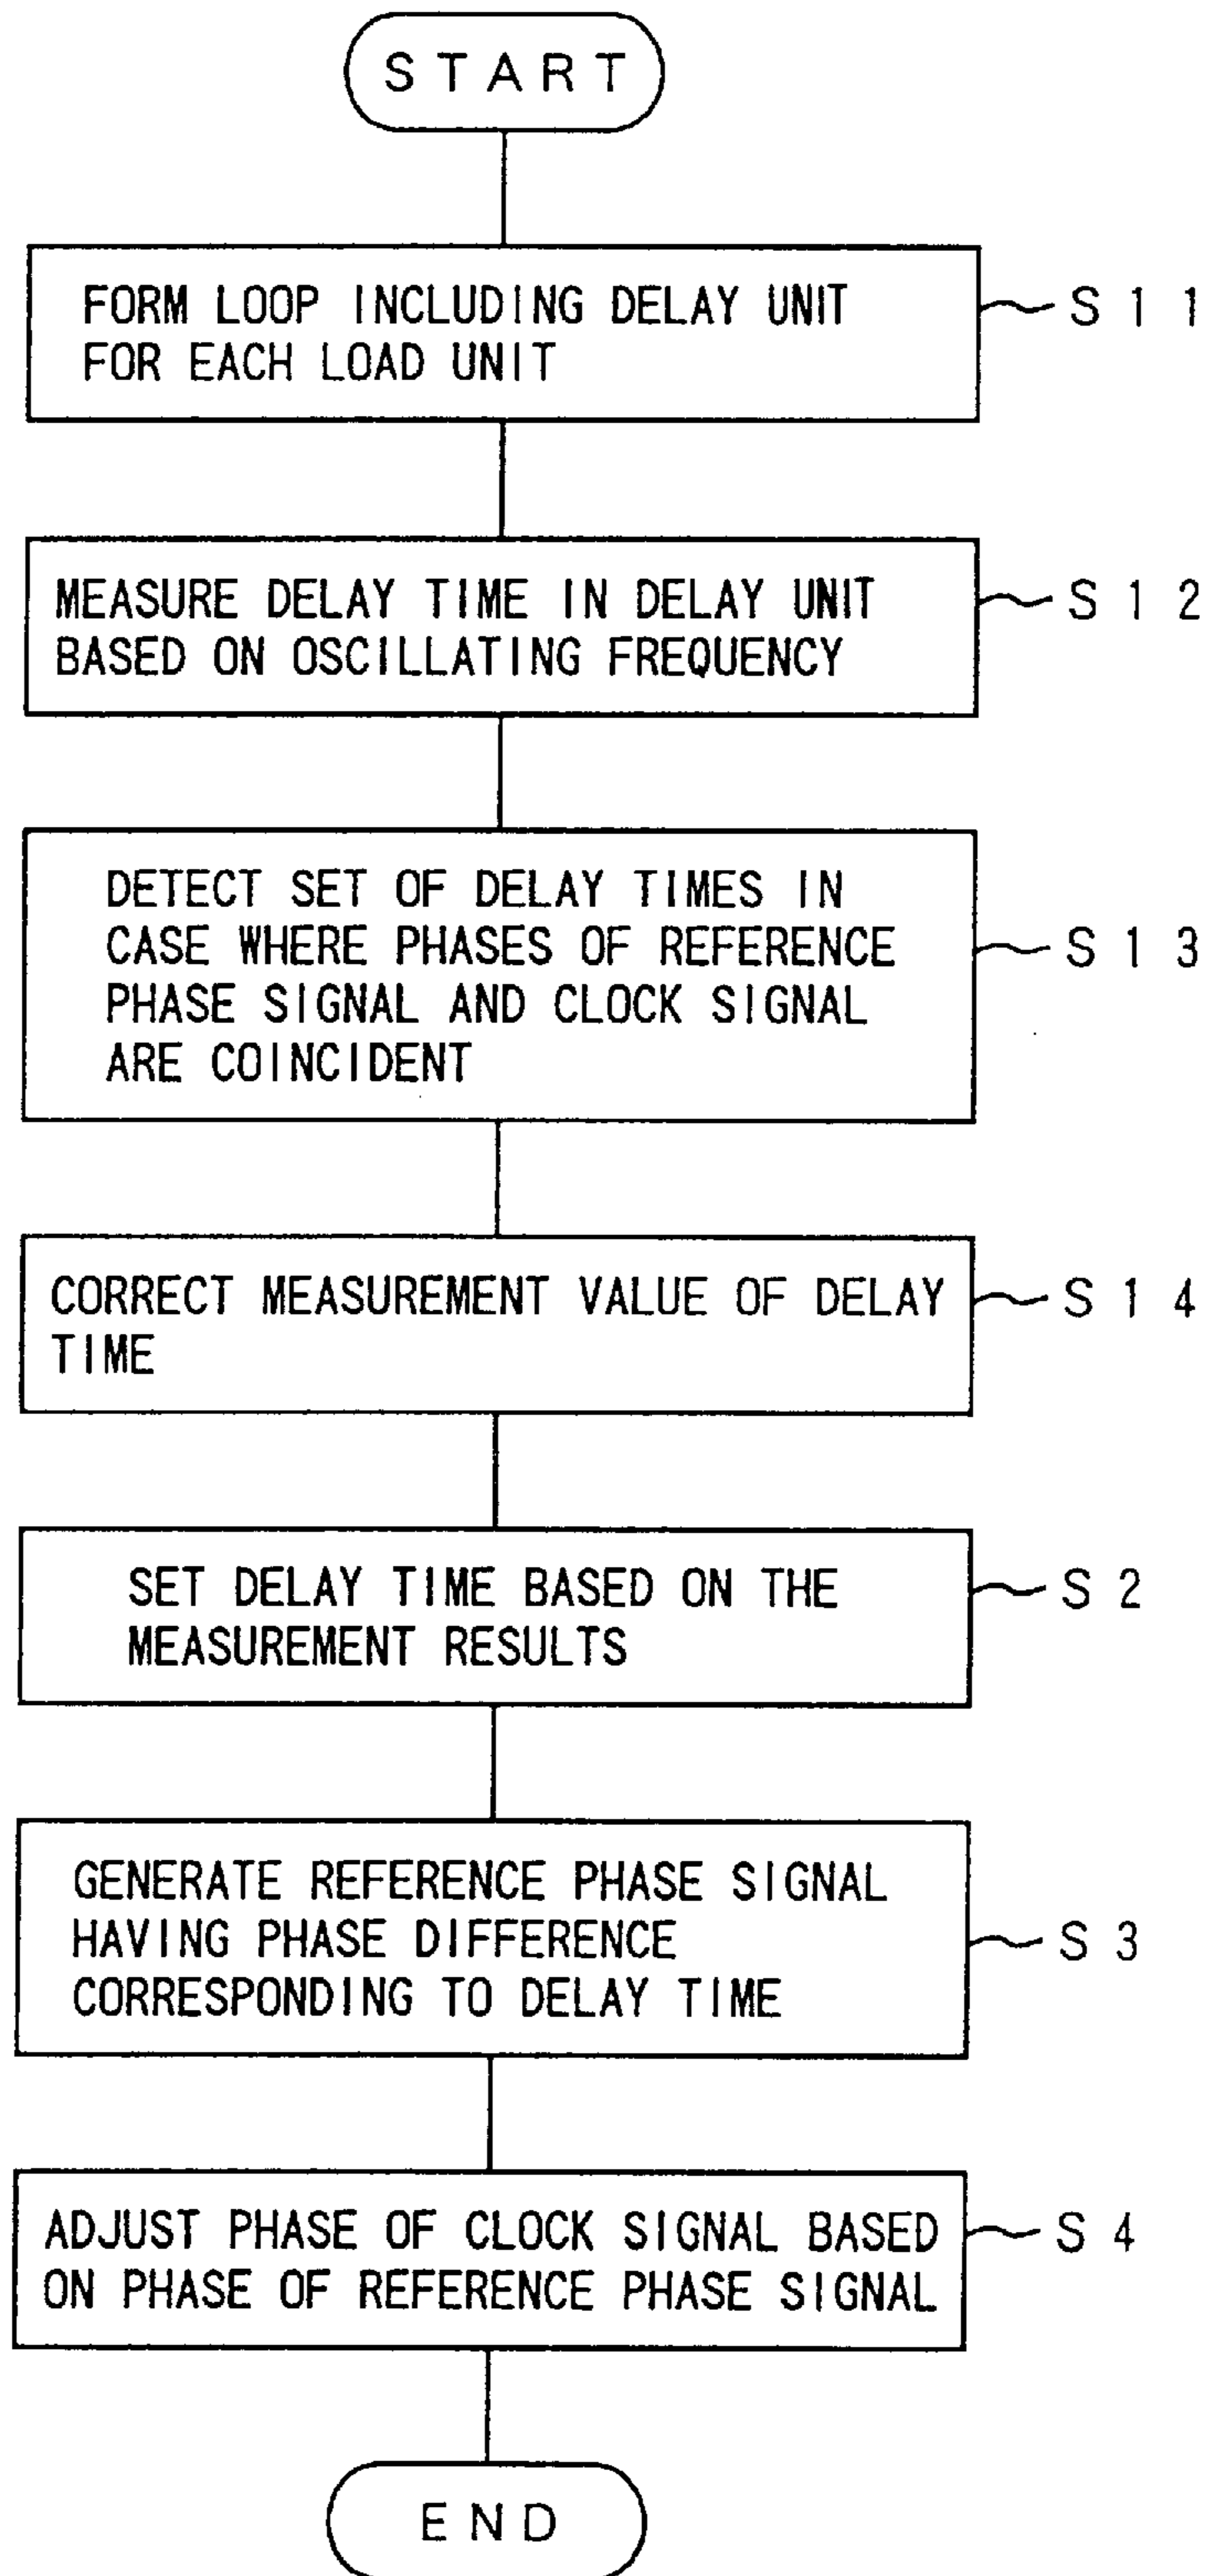 START
FORM LOOP INCLUDING DELAY UNIT
FOR EACH LOAD UNIT
S11
MEASURE DELAY TIME IN DELAY UNIT
BASED ON OSCILLATING FREQUENCY
S12
DETECT SET OF DELAY TIMES IN
CASE WHERE PHASES OF REFERENCE
PHASE SIGNAL AND CLOCK SIGNAL
ARE COINCIDENT
S13
CORRECT MEASUREMENT VALUE OF DELAY
TIME
S14
SET DELAY TIME BASED ON THE
MEASUREMENT RESULTS
S2
GENERATE REFERENCE PHASE SIGNAL
HAVING PHASE DIFFERENCE
CORRESPONDING TO DELAY TIME
S3
ADJUST PHASE OF CLOCK SIGNAL BASED
ON PHASE OF REFERENCE PHASE SIGNAL
S4
END